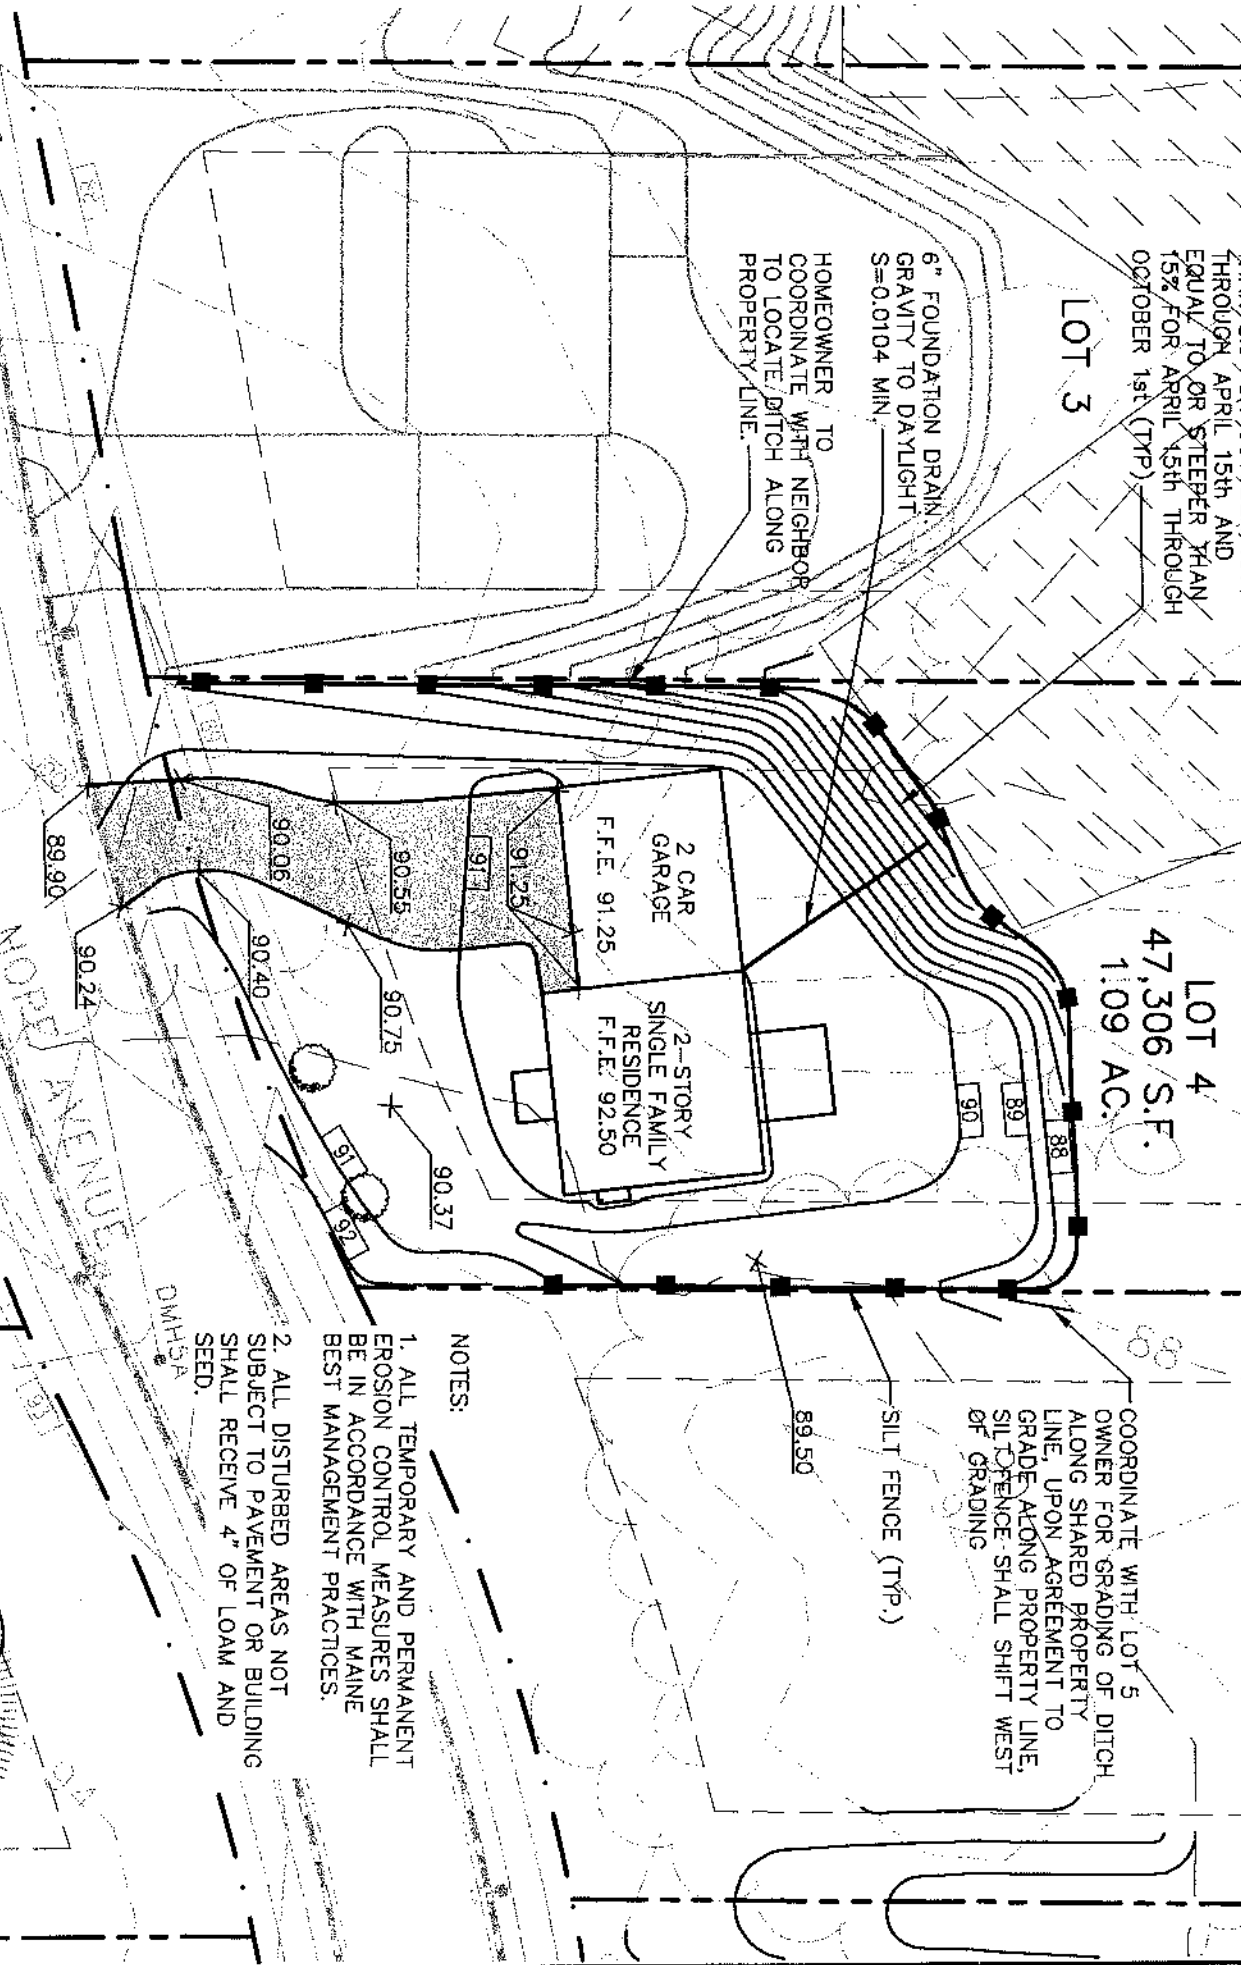 THROUGH APRIL 15th AND
EQUAL TO OR STEEPER THAN
15% FOR APRIL 15th THROUGH
OCTOBER 1st (TYP)
LOT 3
6" FOUNDATION DRAIN.
GRAVITY TO DAYLIGHT
S=0.0104 MIN.
HOMEOWNER TO
COORDINATE WITH NEIGHBOR
TO LOCATE DITCH ALONG
PROPERTY LINE.
LOT 4
47,306 S.F.
1.09 AC.
2 CAR
GARAGE
F.F.E. 91.25
2-STORY
SINGLE FAMILY
RESIDENCE
F.F.E. 92.50
90
89
88
91.25
91
90.55
90.06
89.90
90.75
90.40
90.24
90.37
91
92
89.50
88
COORDINATE WITH LOT 5
OWNER FOR GRADING OF DITCH
ALONG SHARED PROPERTY
LINE, UPON AGREEMENT TO
GRADE ALONG PROPERTY LINE,
SILT FENCE SHALL SHIFT WEST
OF GRADING
SILT FENCE (TYP.)
NOTES:
1. ALL TEMPORARY AND PERMANENT
EROSION CONTROL MEASURES SHALL
BE IN ACCORDANCE WITH MAINE
BEST MANAGEMENT PRACTICES.
2. ALL DISTURBED AREAS NOT
SUBJECT TO PAVEMENT OR BUILDING
SHALL RECEIVE 4" OF LOAM AND
SEED.
AVENUE
DMH5A
93
94